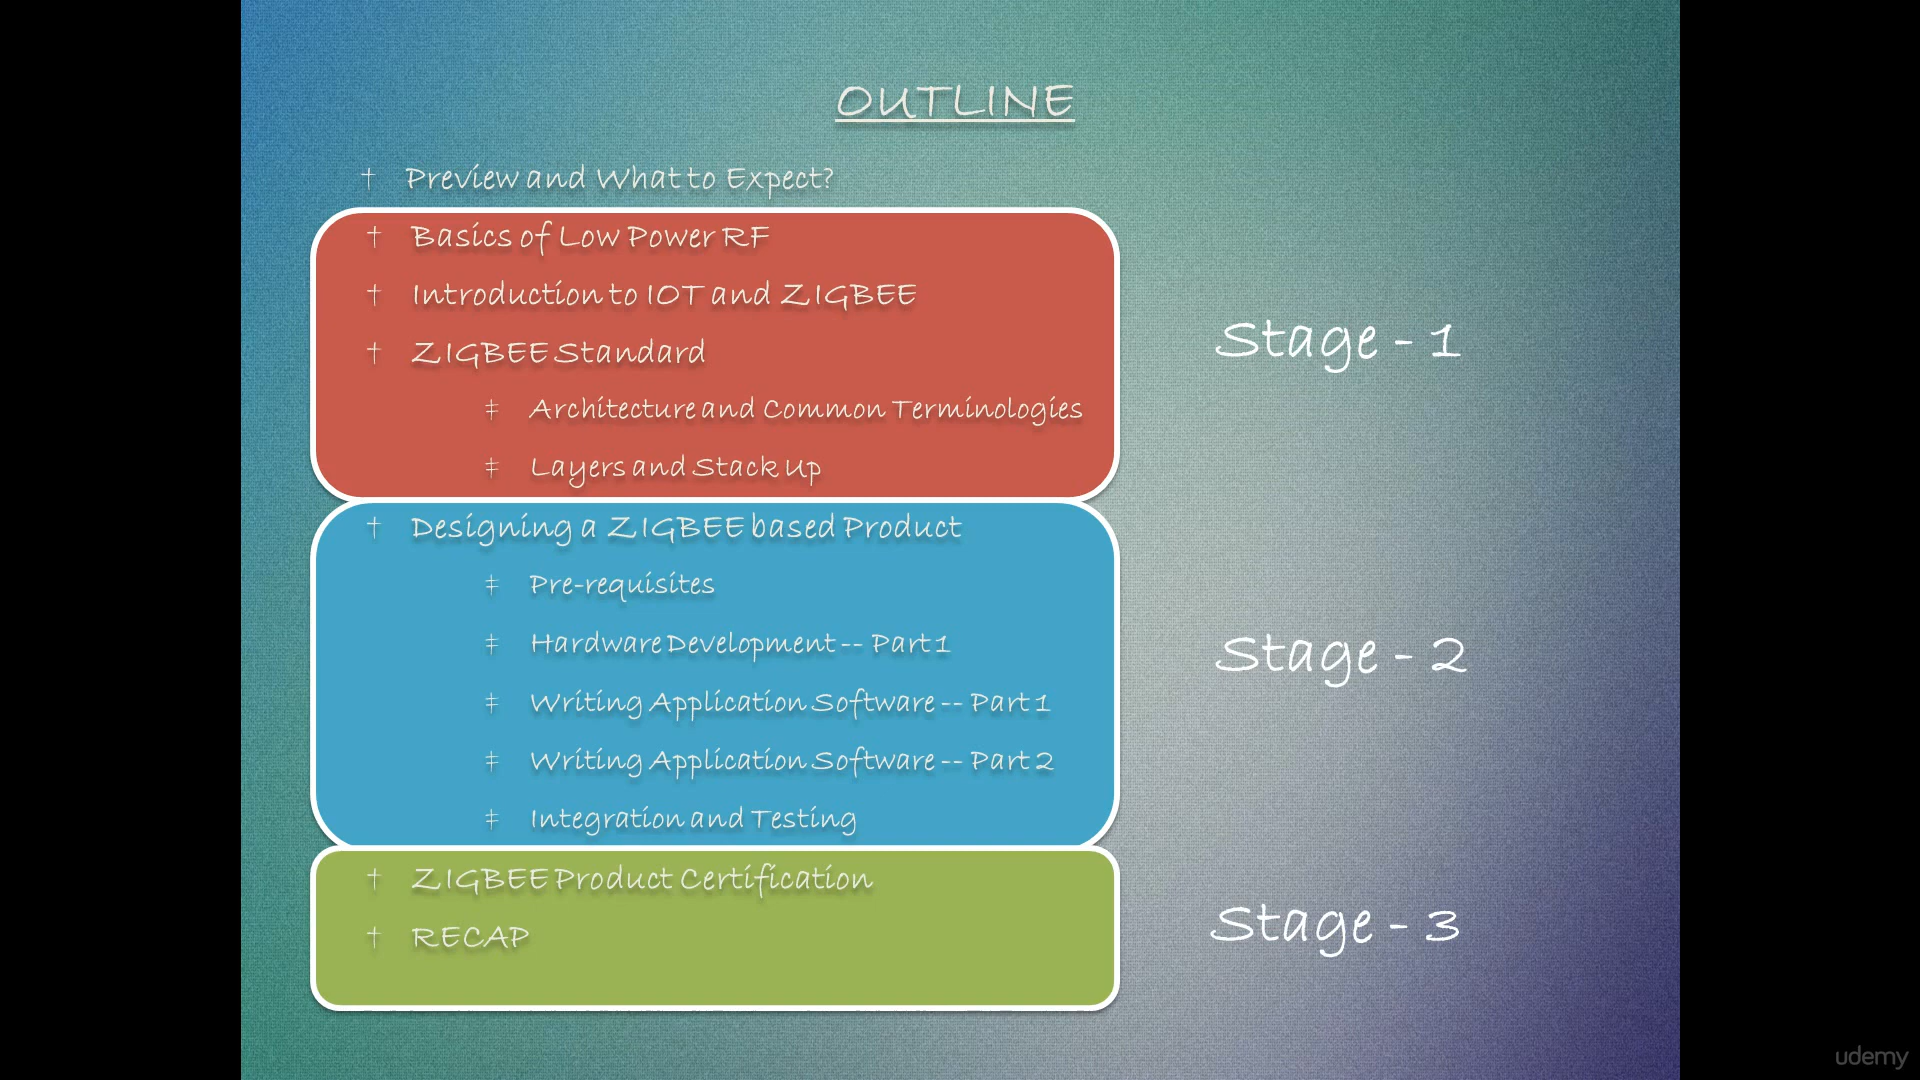 OUTLINE
† Preview and What to Expect?
† Basics of Low Power RF
† Introduction to IOT and ZIGBEE
† ZIGBEE Standard
‡ Architecture and Common Terminologies
‡ Layers and Stack Up
Stage - 1
† Designing a ZIGBEE based Product
‡ Pre-requisites
‡ Hardware Development -- Part 1
‡ Writing Application Software -- Part 1
‡ Writing Application Software -- Part 2
‡ Integration and Testing
Stage - 2
† ZIGBEE Product Certification
† RECAP
Stage - 3
udemy